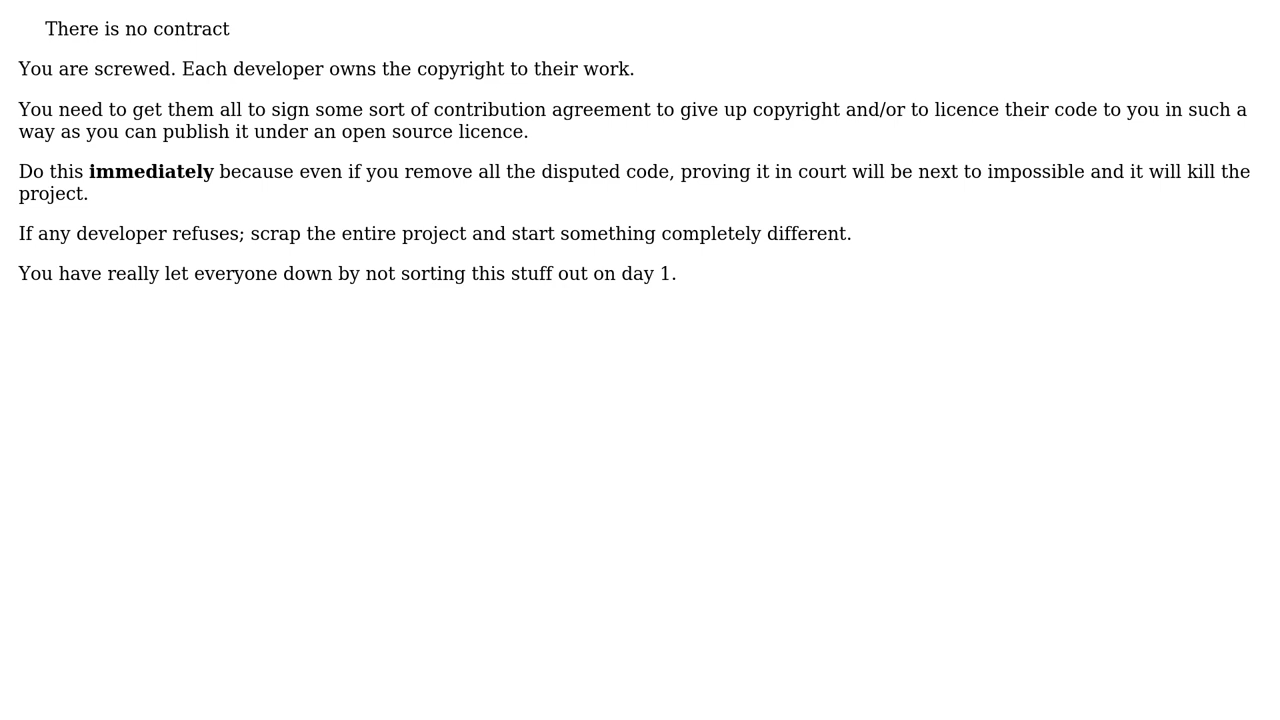 There is no contract
You are screwed. Each developer owns the copyright to their work.
You need to get them all to sign some sort of contribution agreement to give up copyright and/or to licence their code to you in such a
way as you can publish it under an open source licence.
Do this immediately because even if you remove all the disputed code, proving it in court will be next to impossible and it will kill the
project.
If any developer refuses; scrap the entire project and start something completely different.
You have really let everyone down by not sorting this stuff out on day 1.